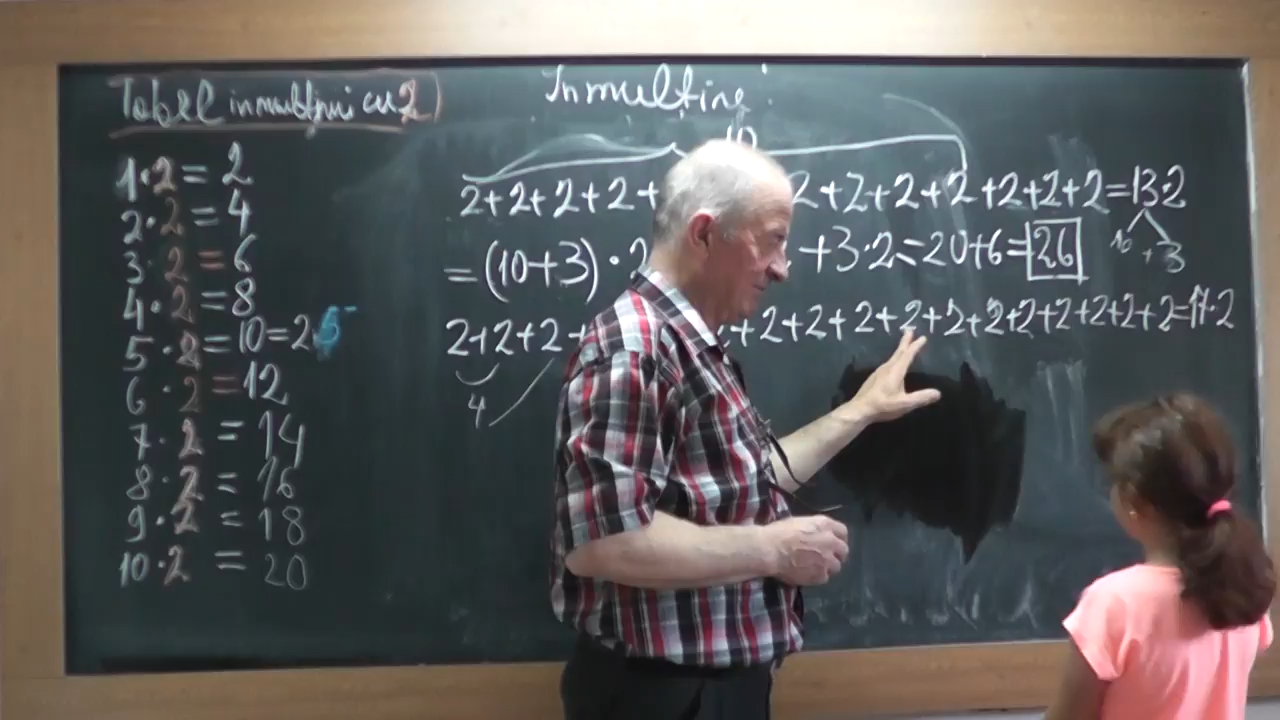 Tabel inmultirii cu 2
1·2 = 2
2·2 = 4
3·2 = 6
4·2 = 8
5·2 = 10 = 2·5
6·2 = 12
7·2 = 14
8·2 = 16
9·2 = 18
10·2 = 20
Inmultire
10
2+2+2+2+ 2+2+2+2+2+2+2=13·2
10 + 3
=(10+3)·2 +3·2=20+6=26
2+2+2+ +2+2+2+2+2+2+2+2+2+2+2=17·2
4